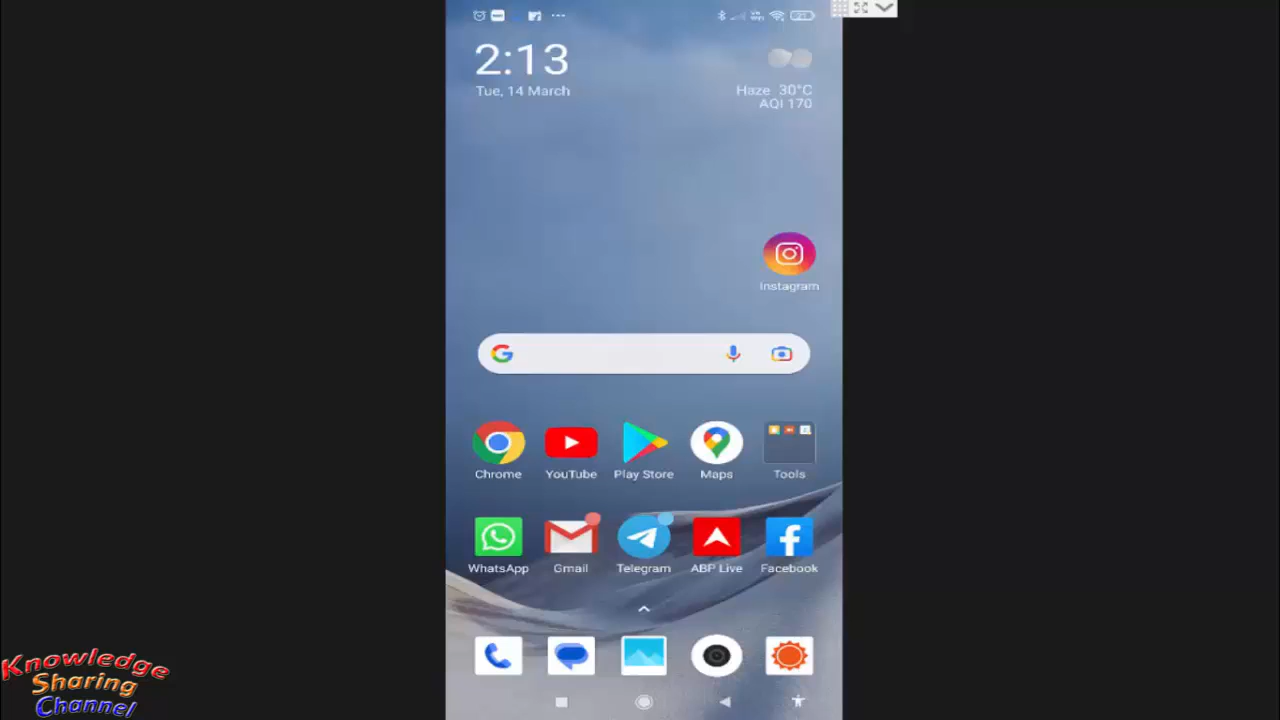 2:13
Tue, 14 March
Haze 30°C
AQI 170
Instagram
Chrome YouTube Play Store Maps Tools
WhatsApp Gmail Telegram ABP Live Facebook
Knowledge
Sharing
Channel